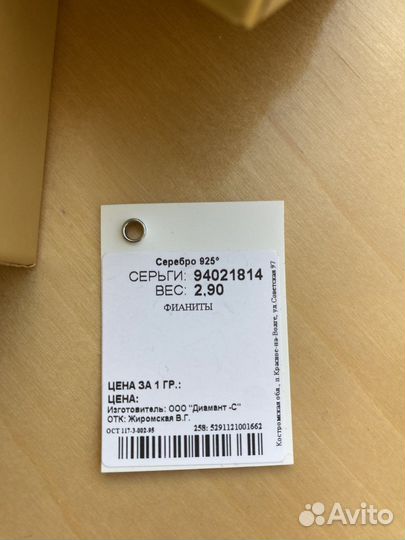 Серебро 925°
СЕРЬГИ: 94021814
ВЕС: 2,90
ФИАНИТЫ
ЦЕНА ЗА 1 ГР.:
ЦЕНА:
Изготовитель: ООО "Диамант -С"
ОТК: Жиромская В.Г.
ОСТ 117-3-002-95 258: 5291121001662
Костромская обл., п.Красное-на-Волге, ул.Советская 97
Avito